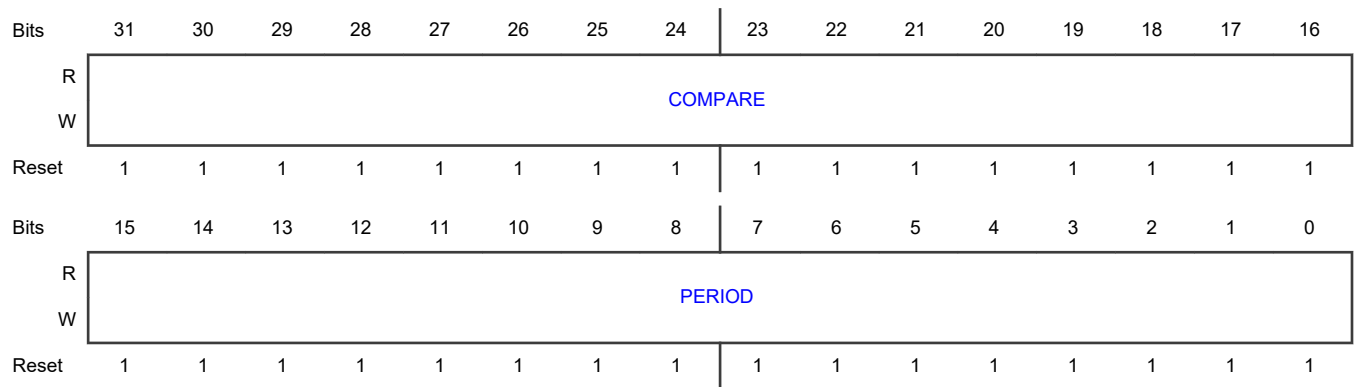 Bits 31 30 29 28 27 26 25 24 23 22 21 20 19 18 17 16
R
COMPARE
W
Reset 1 1 1 1 1 1 1 1 1 1 1 1 1 1 1 1
Bits 15 14 13 12 11 10 9 8 7 6 5 4 3 2 1 0
R
PERIOD
W
Reset 1 1 1 1 1 1 1 1 1 1 1 1 1 1 1 1